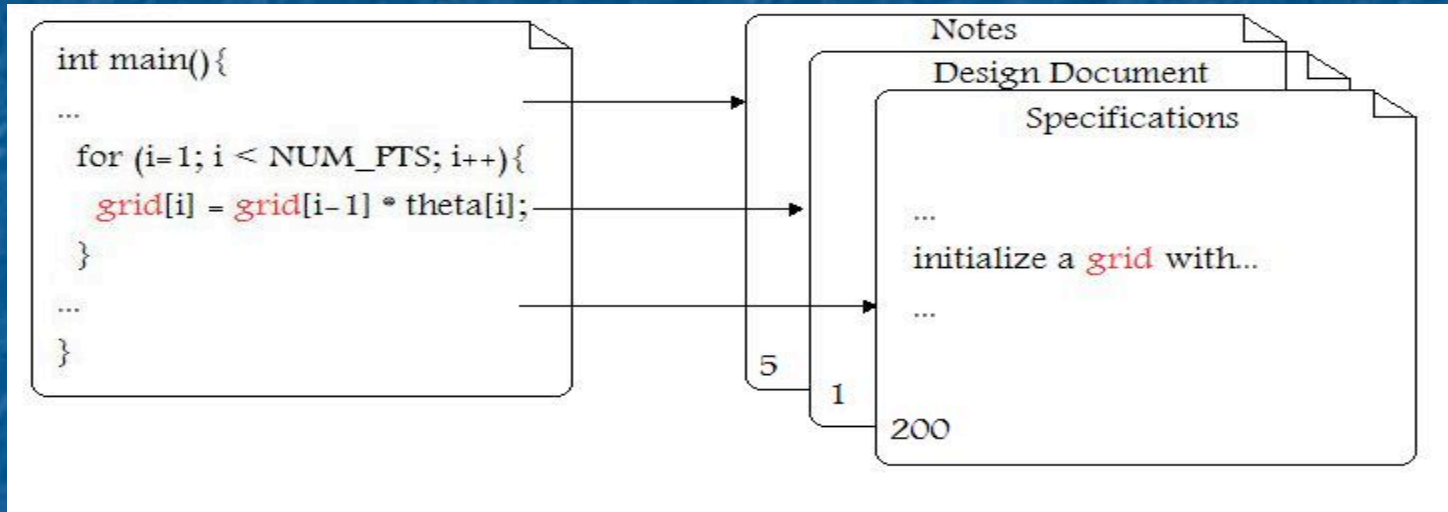 int main(){
...
for (i=1; i < NUM_PTS; i++){
grid[i] = grid[i-1] * theta[i];
}
...
}
Notes
5
Design Document
1
Specifications
...
initialize a grid with...
...
200